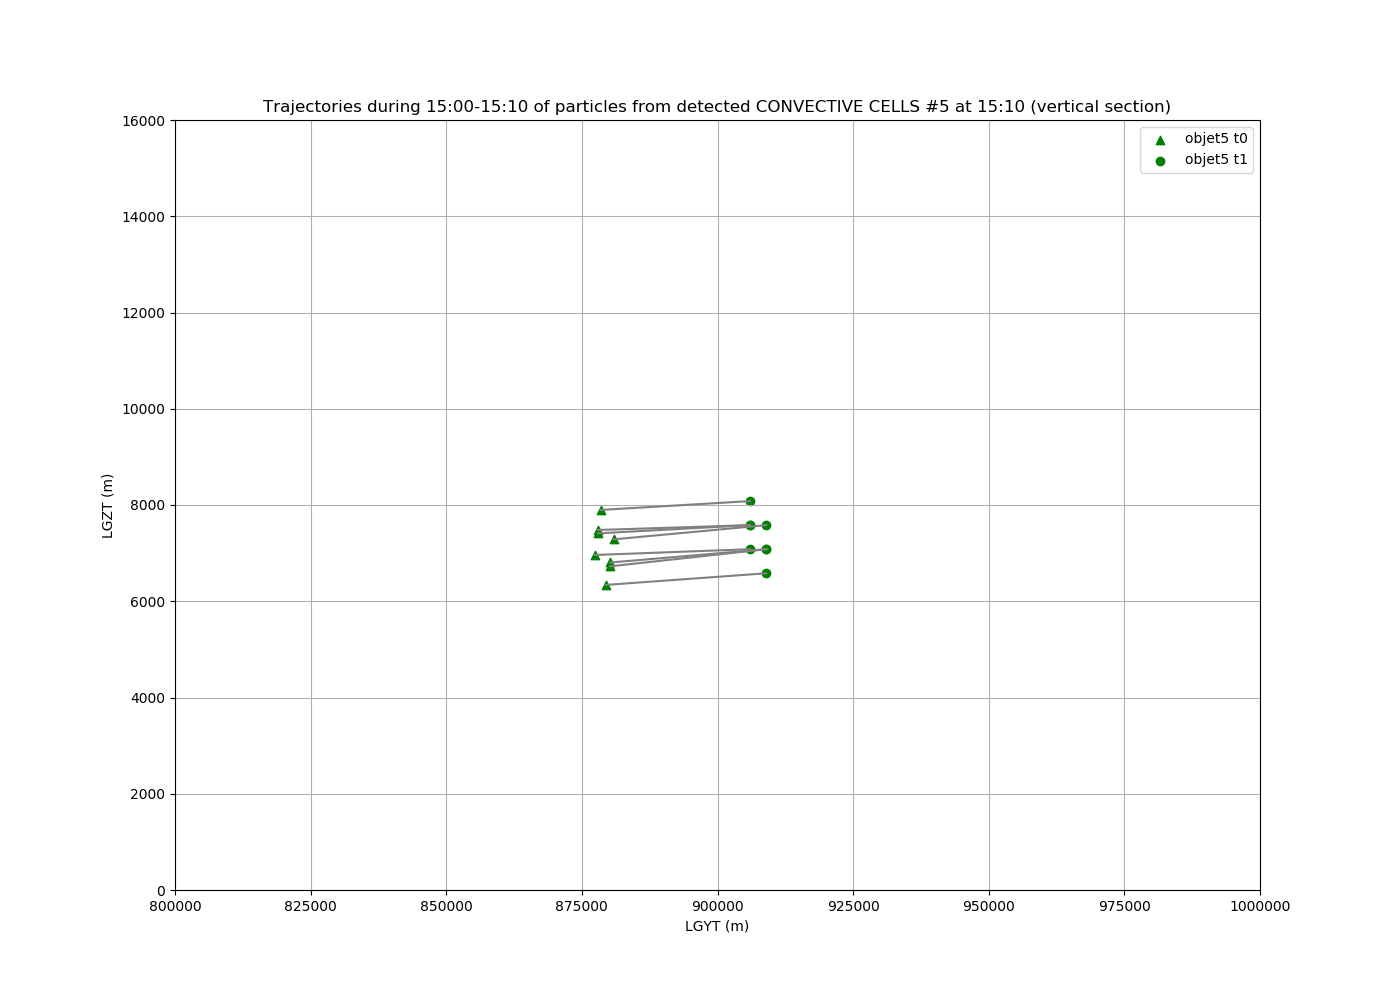 Trajectories during 15:00-15:10 of particles from detected CONVECTIVE CELLS #5 at 15:10 (vertical section)
16000
14000
12000
10000
8000
6000
4000
2000
0
LGZT (m)
objet5 t0
objet5 t1
800000 825000 850000 875000 900000 925000 950000 975000 1000000
LGYT (m)